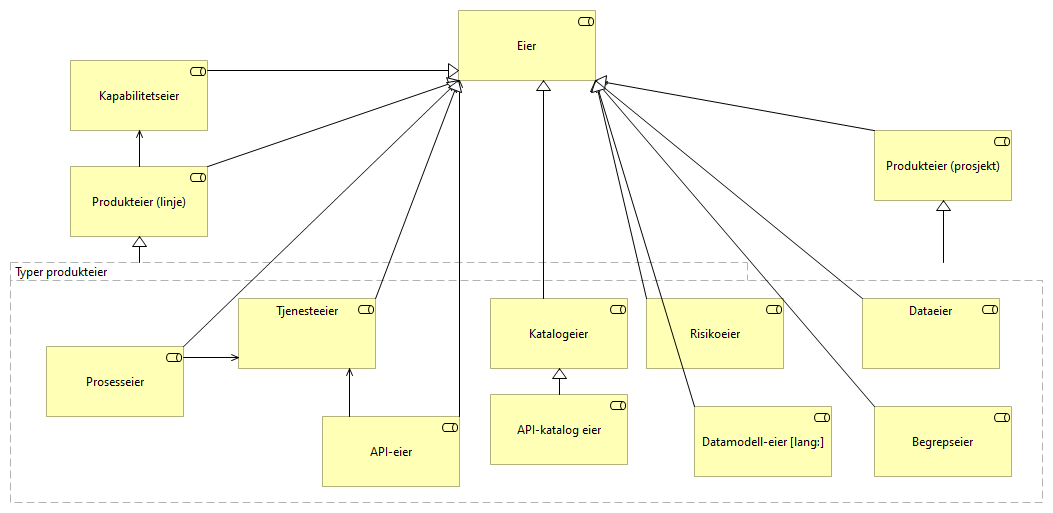 Eier
Kapabilitetseier
Produkteier (linje)
Produkteier (prosjekt)
Typer produkteier
Tjenesteeier
Katalogeier
Risikoeier
Dataeier
Prosesseier
API-eier
API-katalog eier
Datamodell-eier [lang:]
Begrepseier